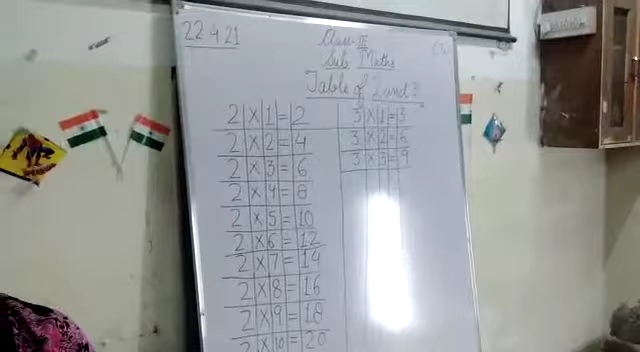 22 4 21
Class III
Sub Maths
Table of 2 and 3
2 X 1 = 2
2 X 2 = 4
2 X 3 = 6
2 X 4 = 8
2 X 5 = 10
2 X 6 = 12
2 X 7 = 14
2 X 8 = 16
2 X 9 = 18
2 X 10 = 20
3 X 1 = 3
3 X 2 = 6
3 X 3 = 9